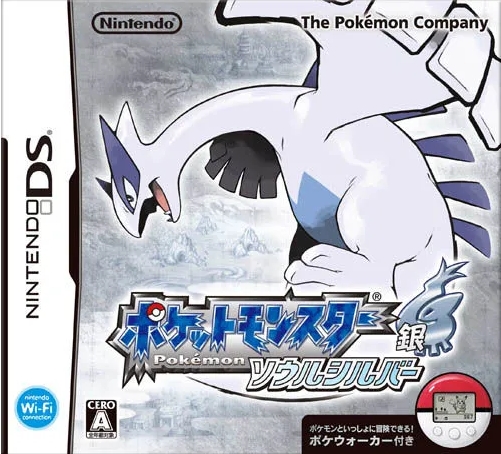 Nintendo
The Pokémon Company
NINTENDO DS
ポケットモンスター®
Pokémon
銀
ソウルシルバー
Nintendo
Wi-Fi
connection
CERO
A
全年齢対象
ポケモンといっしょに冒険できる!
ポケウォーカー付き
367